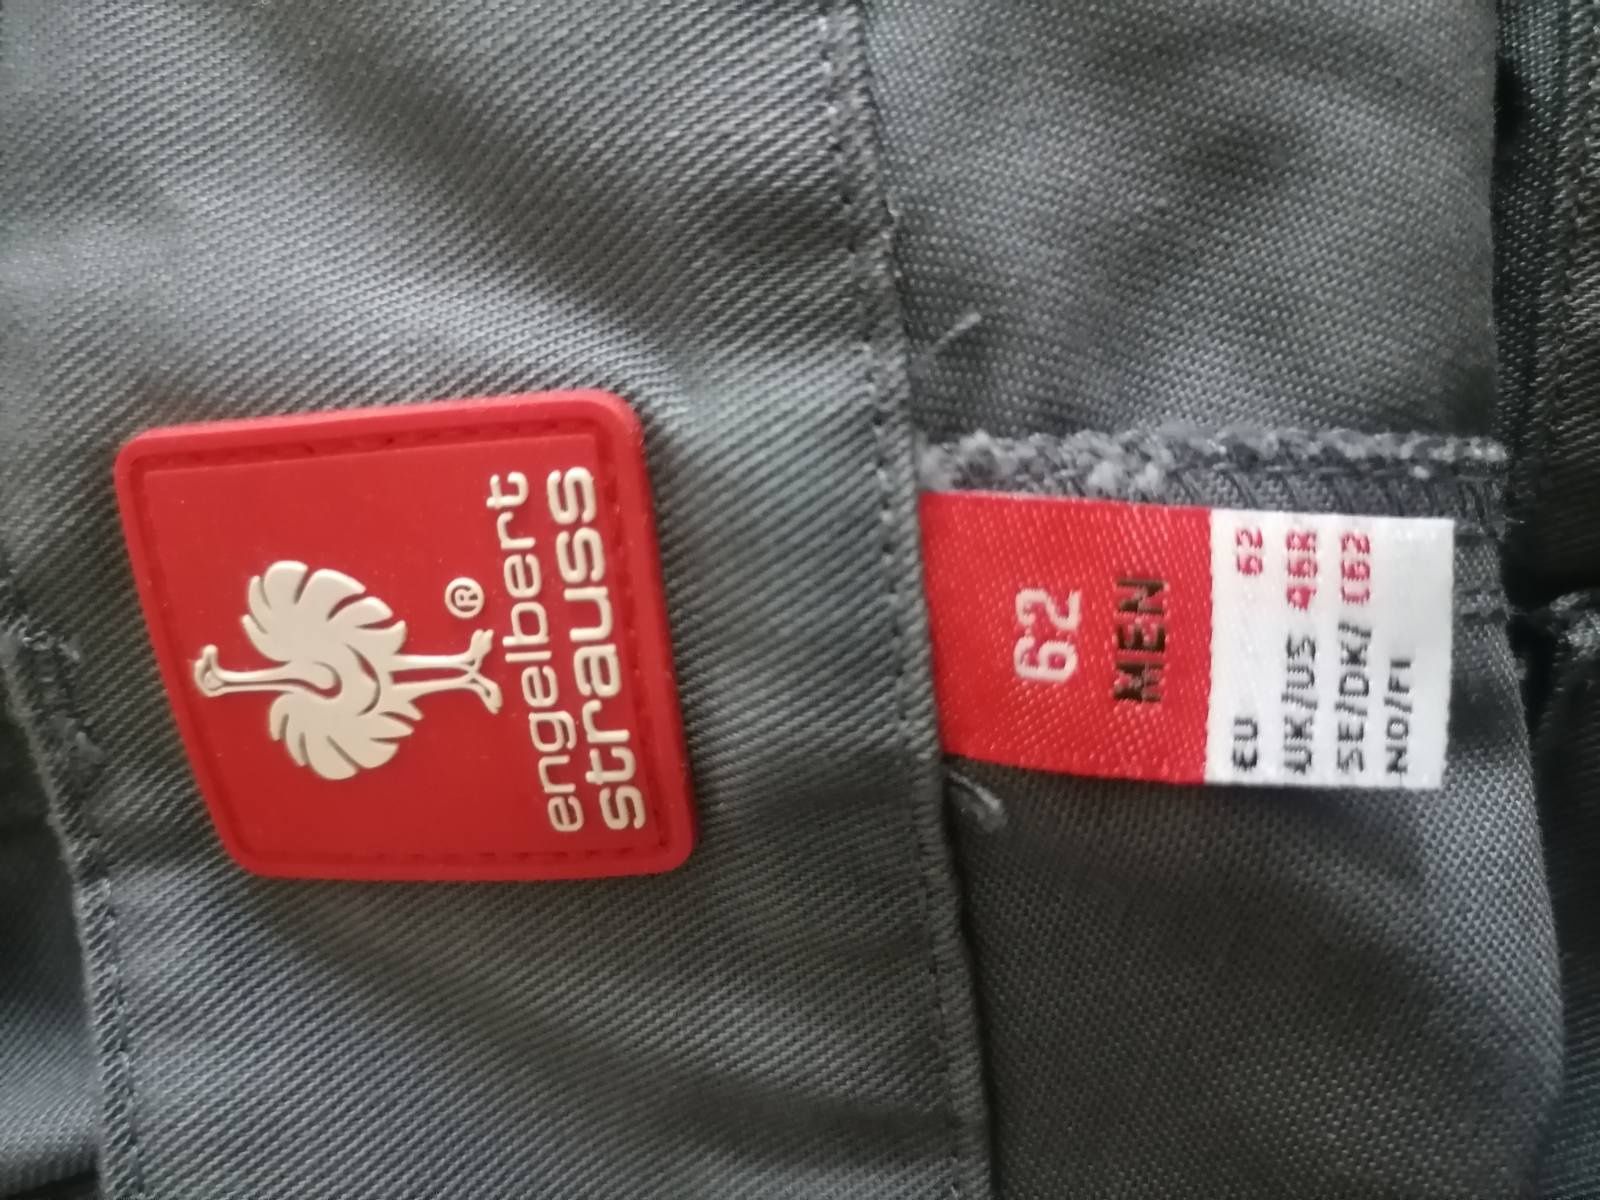 ®
engelbert
strauss
62
MEN
EU 62
UK/US 46R
SE/DK/ C62
NO/FI